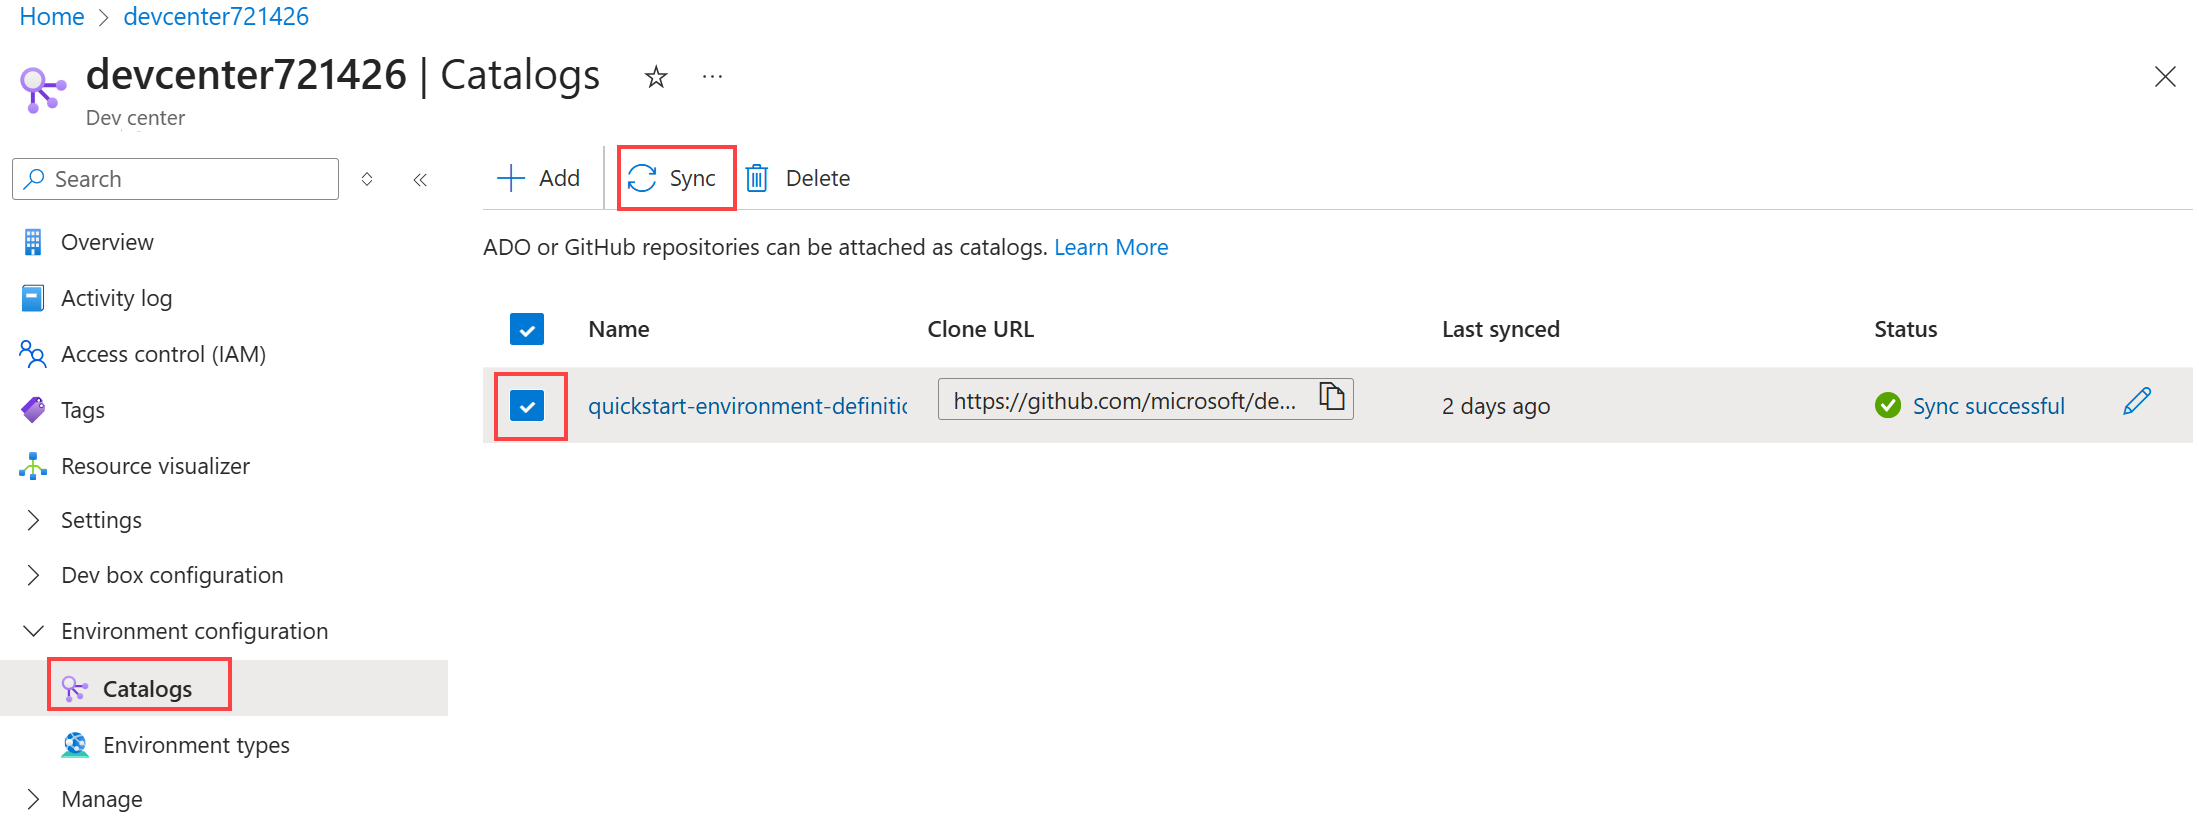 Home > devcenter721426
devcenter721426 | Catalogs ...
Dev center
Search
Add
Sync
Delete
Overview
Activity log
Access control (IAM)
Tags
Resource visualizer
Settings
Dev box configuration
Environment configuration
Catalogs
Environment types
Manage
ADO or GitHub repositories can be attached as catalogs. Learn More
Name Clone URL Last synced Status
quickstart-environment-definitic https://github.com/microsoft/de... 2 days ago Sync successful